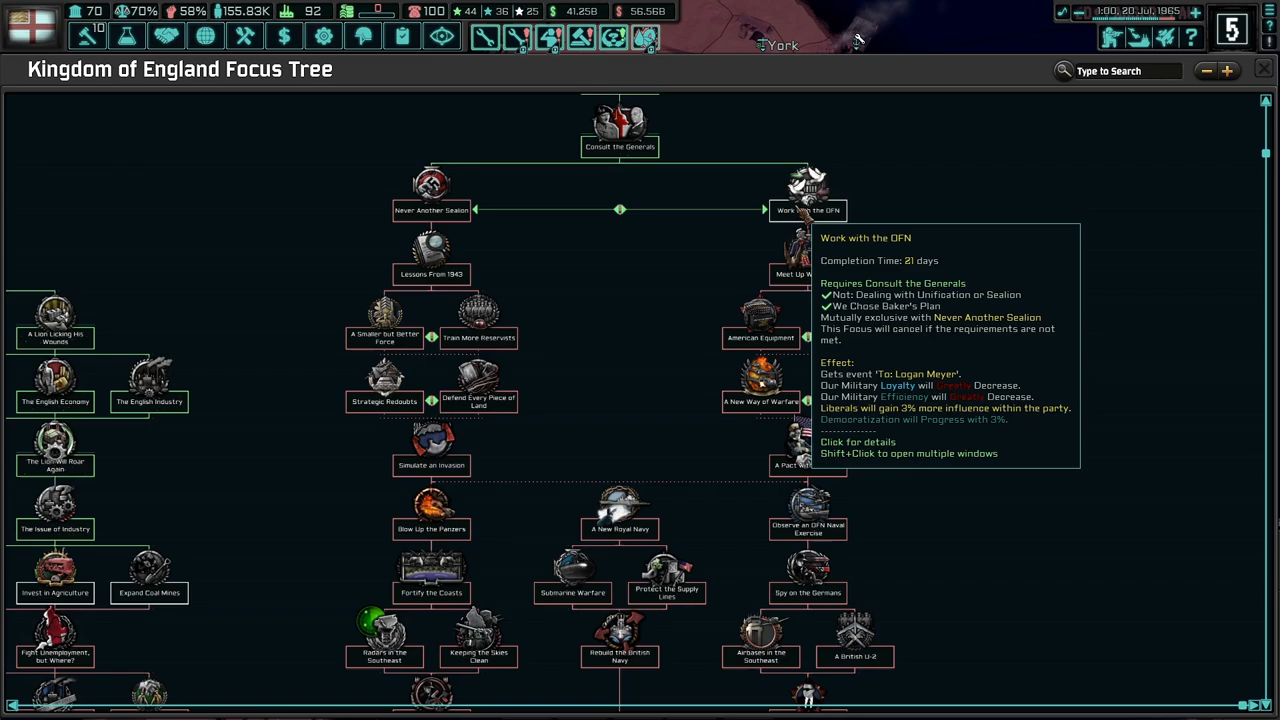 70 70% 58% 155.83K 92 0 100 44 36 25 $ 41.25B $ 56.56B
1:00, 20 Jul, 1965
10
5
York
Kingdom of England Focus Tree
Type to Search
Consult the Generals
Never Another Sealion
Work with the OFN
Work with the OFN
Completion Time: 21 days
Requires Consult the Generals
Not: Dealing with Unification or Sealion
We Chose Baker's Plan
Mutually exclusive with Never Another Sealion
This Focus will cancel if the requirements are not
met.
Effect:
Gets event 'To: Logan Meyer'.
Our Military Loyalty will Greatly Decrease.
Our Military Efficiency will Greatly Decrease.
Liberals will gain 3% more influence within the party.
Democratization will Progress with 3%.
--------------
Click for details
Shift+Click to open multiple windows
Lessons From 1943
Meet Up W
A Lion Licking His
Wounds
A Smaller but Better
Force
Train More Reservists
American Equipment
The English Economy
The English Industry
Strategic Redoubts
Defend Every Piece of
Land
A New Way of Warfare
The Lion Will Roar
Again
Simulate an Invasion
A Pact wit
The Issue of Industry
Blow Up the Panzers
A New Royal Navy
Observe an OFN Naval
Exercise
Invest in Agriculture
Expand Coal Mines
Fortify the Coasts
Submarine Warfare
Protect the Supply
Lines
Spy on the Germans
Fight Unemployment,
but Where?
Radars in the
Southeast
Keeping the Skies
Clean
Rebuild the British
Navy
Airbases in the
Southeast
A British U-2